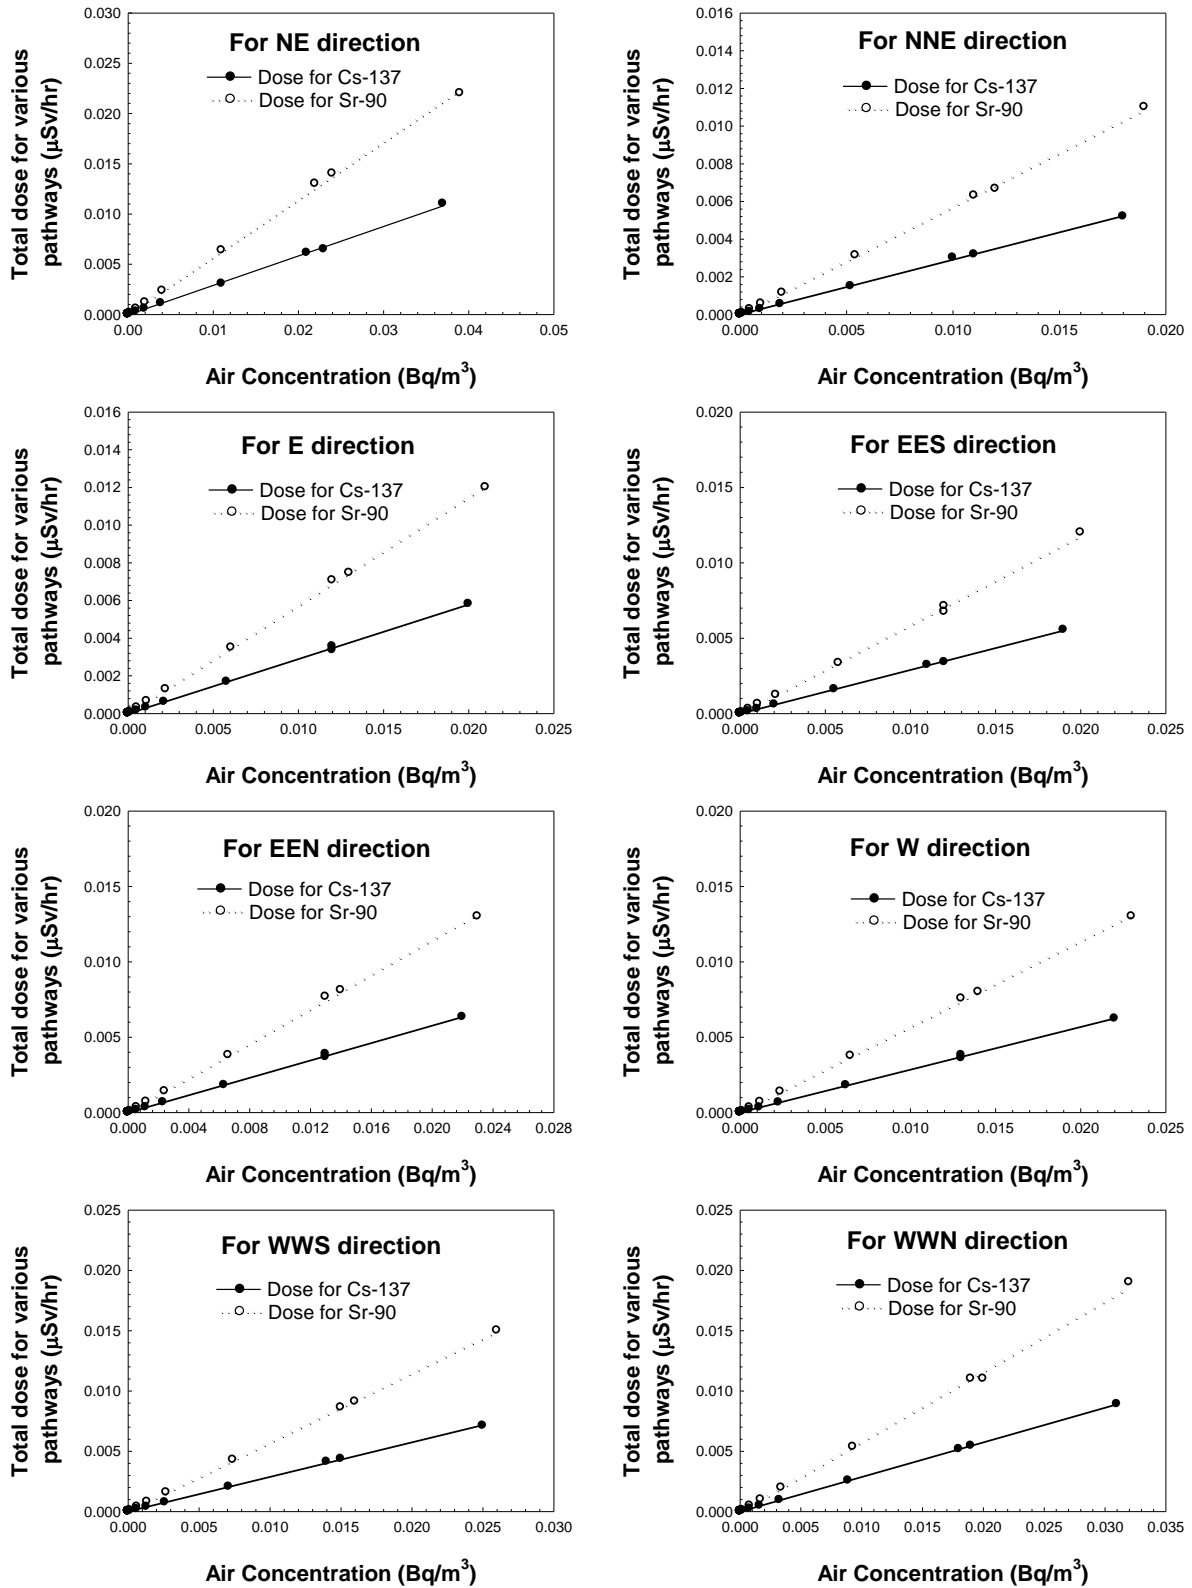 Total dose for various
pathways (μSv/hr)
0.030
0.025
0.020
0.015
0.010
0.005
0.000
For NE direction
Dose for Cs-137
Dose for Sr-90
0.00 0.01 0.02 0.03 0.04 0.05
Air Concentration (Bq/m³)
Total dose for various
pathways (μSv/hr)
0.016
0.014
0.012
0.010
0.008
0.006
0.004
0.002
0.000
For NNE direction
Dose for Cs-137
Dose for Sr-90
0.000 0.005 0.010 0.015 0.020
Air Concentration (Bq/m³)
Total dose for various
pathways (μSv/hr)
0.016
0.014
0.012
0.010
0.008
0.006
0.004
0.002
0.000
For E direction
Dose for Cs-137
Dose for Sr-90
0.000 0.005 0.010 0.015 0.020 0.025
Air Concentration (Bq/m³)
Total dose for various
pathways (μSv/hr)
0.020
0.015
0.010
0.005
0.000
For EES direction
Dose for Cs-137
Dose for Sr-90
0.000 0.005 0.010 0.015 0.020 0.025
Air Concentration (Bq/m³)
Total dose for various
pathways (μSv/hr)
0.020
0.015
0.010
0.005
0.000
For EEN direction
Dose for Cs-137
Dose for Sr-90
0.000 0.004 0.008 0.012 0.016 0.020 0.024 0.028
Air Concentration (Bq/m³)
Total dose for various
pathways (μSv/hr)
0.020
0.015
0.010
0.005
0.000
For W direction
Dose for Cs-137
Dose for Sr-90
0.000 0.005 0.010 0.015 0.020 0.025
Air Concentration (Bq/m³)
Total dose for various
pathways (μSv/hr)
0.025
0.020
0.015
0.010
0.005
0.000
For WWS direction
Dose for Cs-137
Dose for Sr-90
0.000 0.005 0.010 0.015 0.020 0.025 0.030
Air Concentration (Bq/m³)
Total dose for various
pathways (μSv/hr)
0.025
0.020
0.015
0.010
0.005
0.000
For WWN direction
Dose for Cs-137
Dose for Sr-90
0.000 0.005 0.010 0.015 0.020 0.025 0.030 0.035
Air Concentration (Bq/m³)